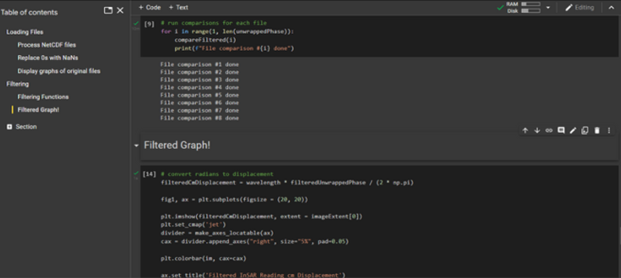 Table of contents
Loading Files
Process NetCDF files
Replace 0s with NaNs
Display graphs of original files
Filtering
Filtering Functions
Filtered Graph!
Section
+ Code + Text
RAM
Disk
Editing
[9] # run comparisons for each file
for i in range(1, len(unwrappedPhase)):
compareFiltered(i)
print(f"File comparison #{i} done")
File comparison #1 done
File comparison #2 done
File comparison #3 done
File comparison #4 done
File comparison #5 done
File comparison #6 done
File comparison #7 done
File comparison #8 done
Filtered Graph!
[14] # convert radians to displacement
filteredCmDisplacement = wavelength * filteredUnwrappedPhase / (2 * np.pi)
fig1, ax = plt.subplots(figsize = (20, 20))
plt.imshow(filteredCmDisplacement, extent = imageExtent[0])
plt.set_cmap('jet')
divider = make_axes_locatable(ax)
cax = divider.append_axes("right", size="5%", pad=0.05)
plt.colorbar(im, cax=cax)
ax.set_title('Filtered InSAR Reading cm Displacement')